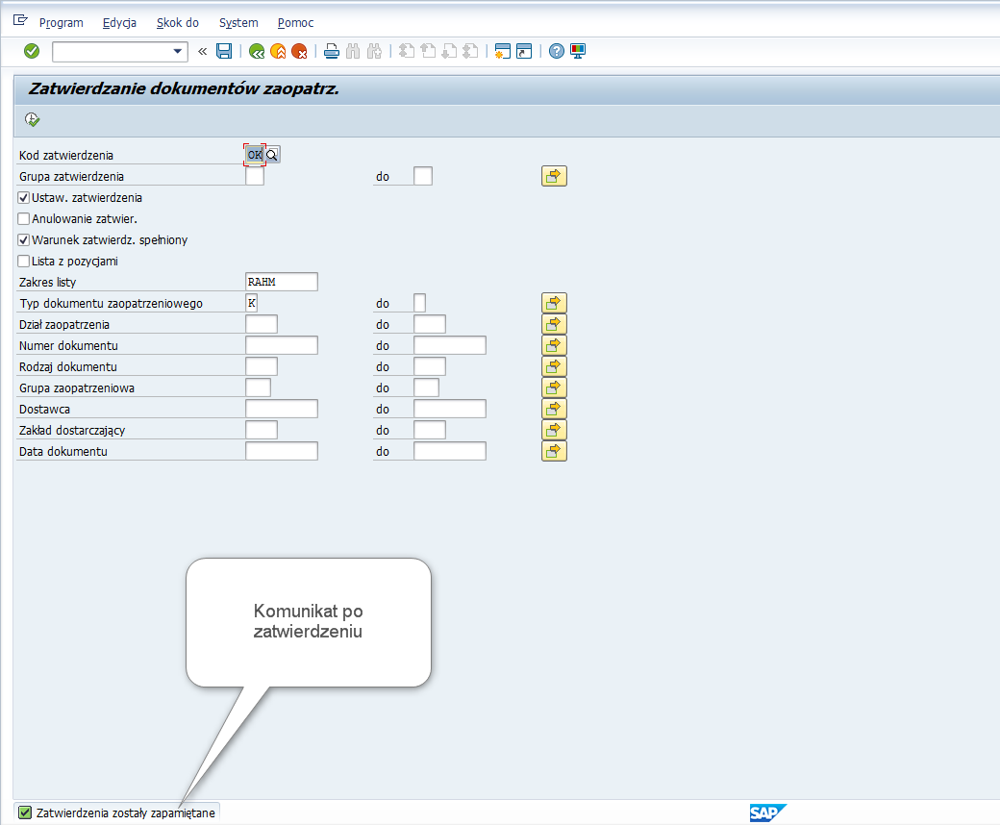 Program Edycja Skok do System Pomoc
Zatwierdzanie dokumentów zaopatrz.
Kod zatwierdzenia OK
Grupa zatwierdzenia do
Ustaw. zatwierdzenia
Anulowanie zatwier.
Warunek zatwierdz. spełniony
Lista z pozycjami
Zakres listy RAHM
Typ dokumentu zaopatrzeniowego K do
Dział zaopatrzenia do
Numer dokumentu do
Rodzaj dokumentu do
Grupa zaopatrzeniowa do
Dostawca do
Zakład dostarczający do
Data dokumentu do
Komunikat po
zatwierdzeniu
Zatwierdzenia zostały zapamiętane
SAP